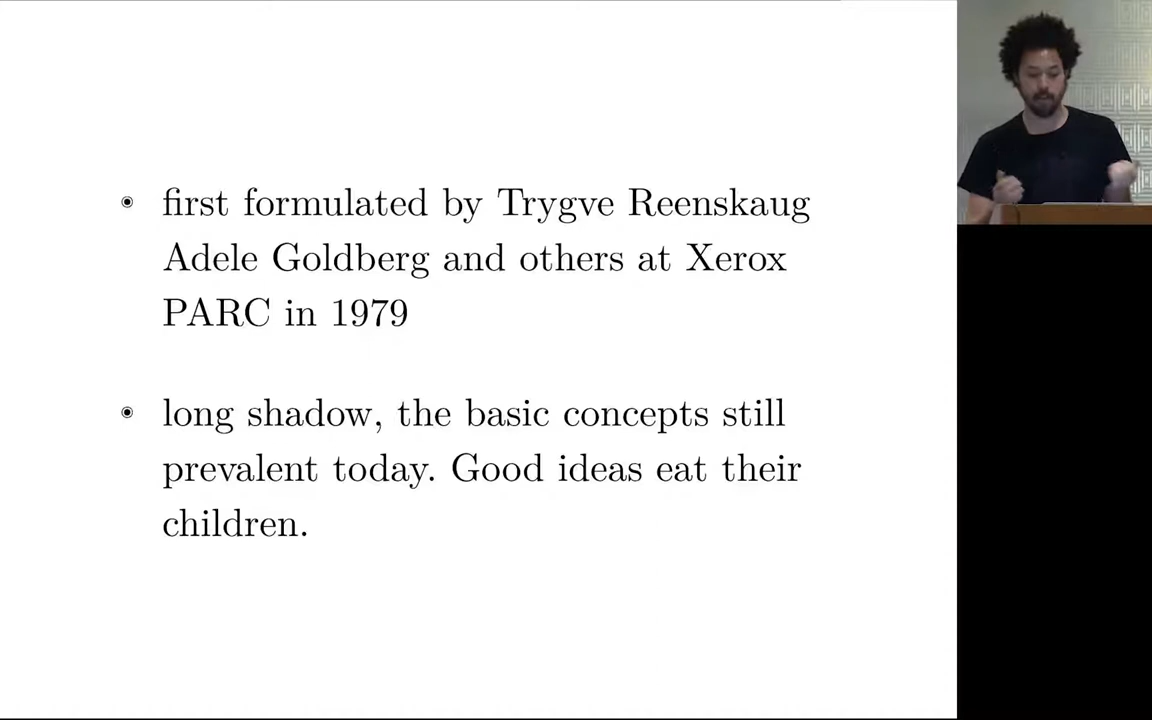 first formulated by Trygve Reenskaug
Adele Goldberg and others at Xerox
PARC in 1979
long shadow, the basic concepts still
prevalent today. Good ideas eat their
children.